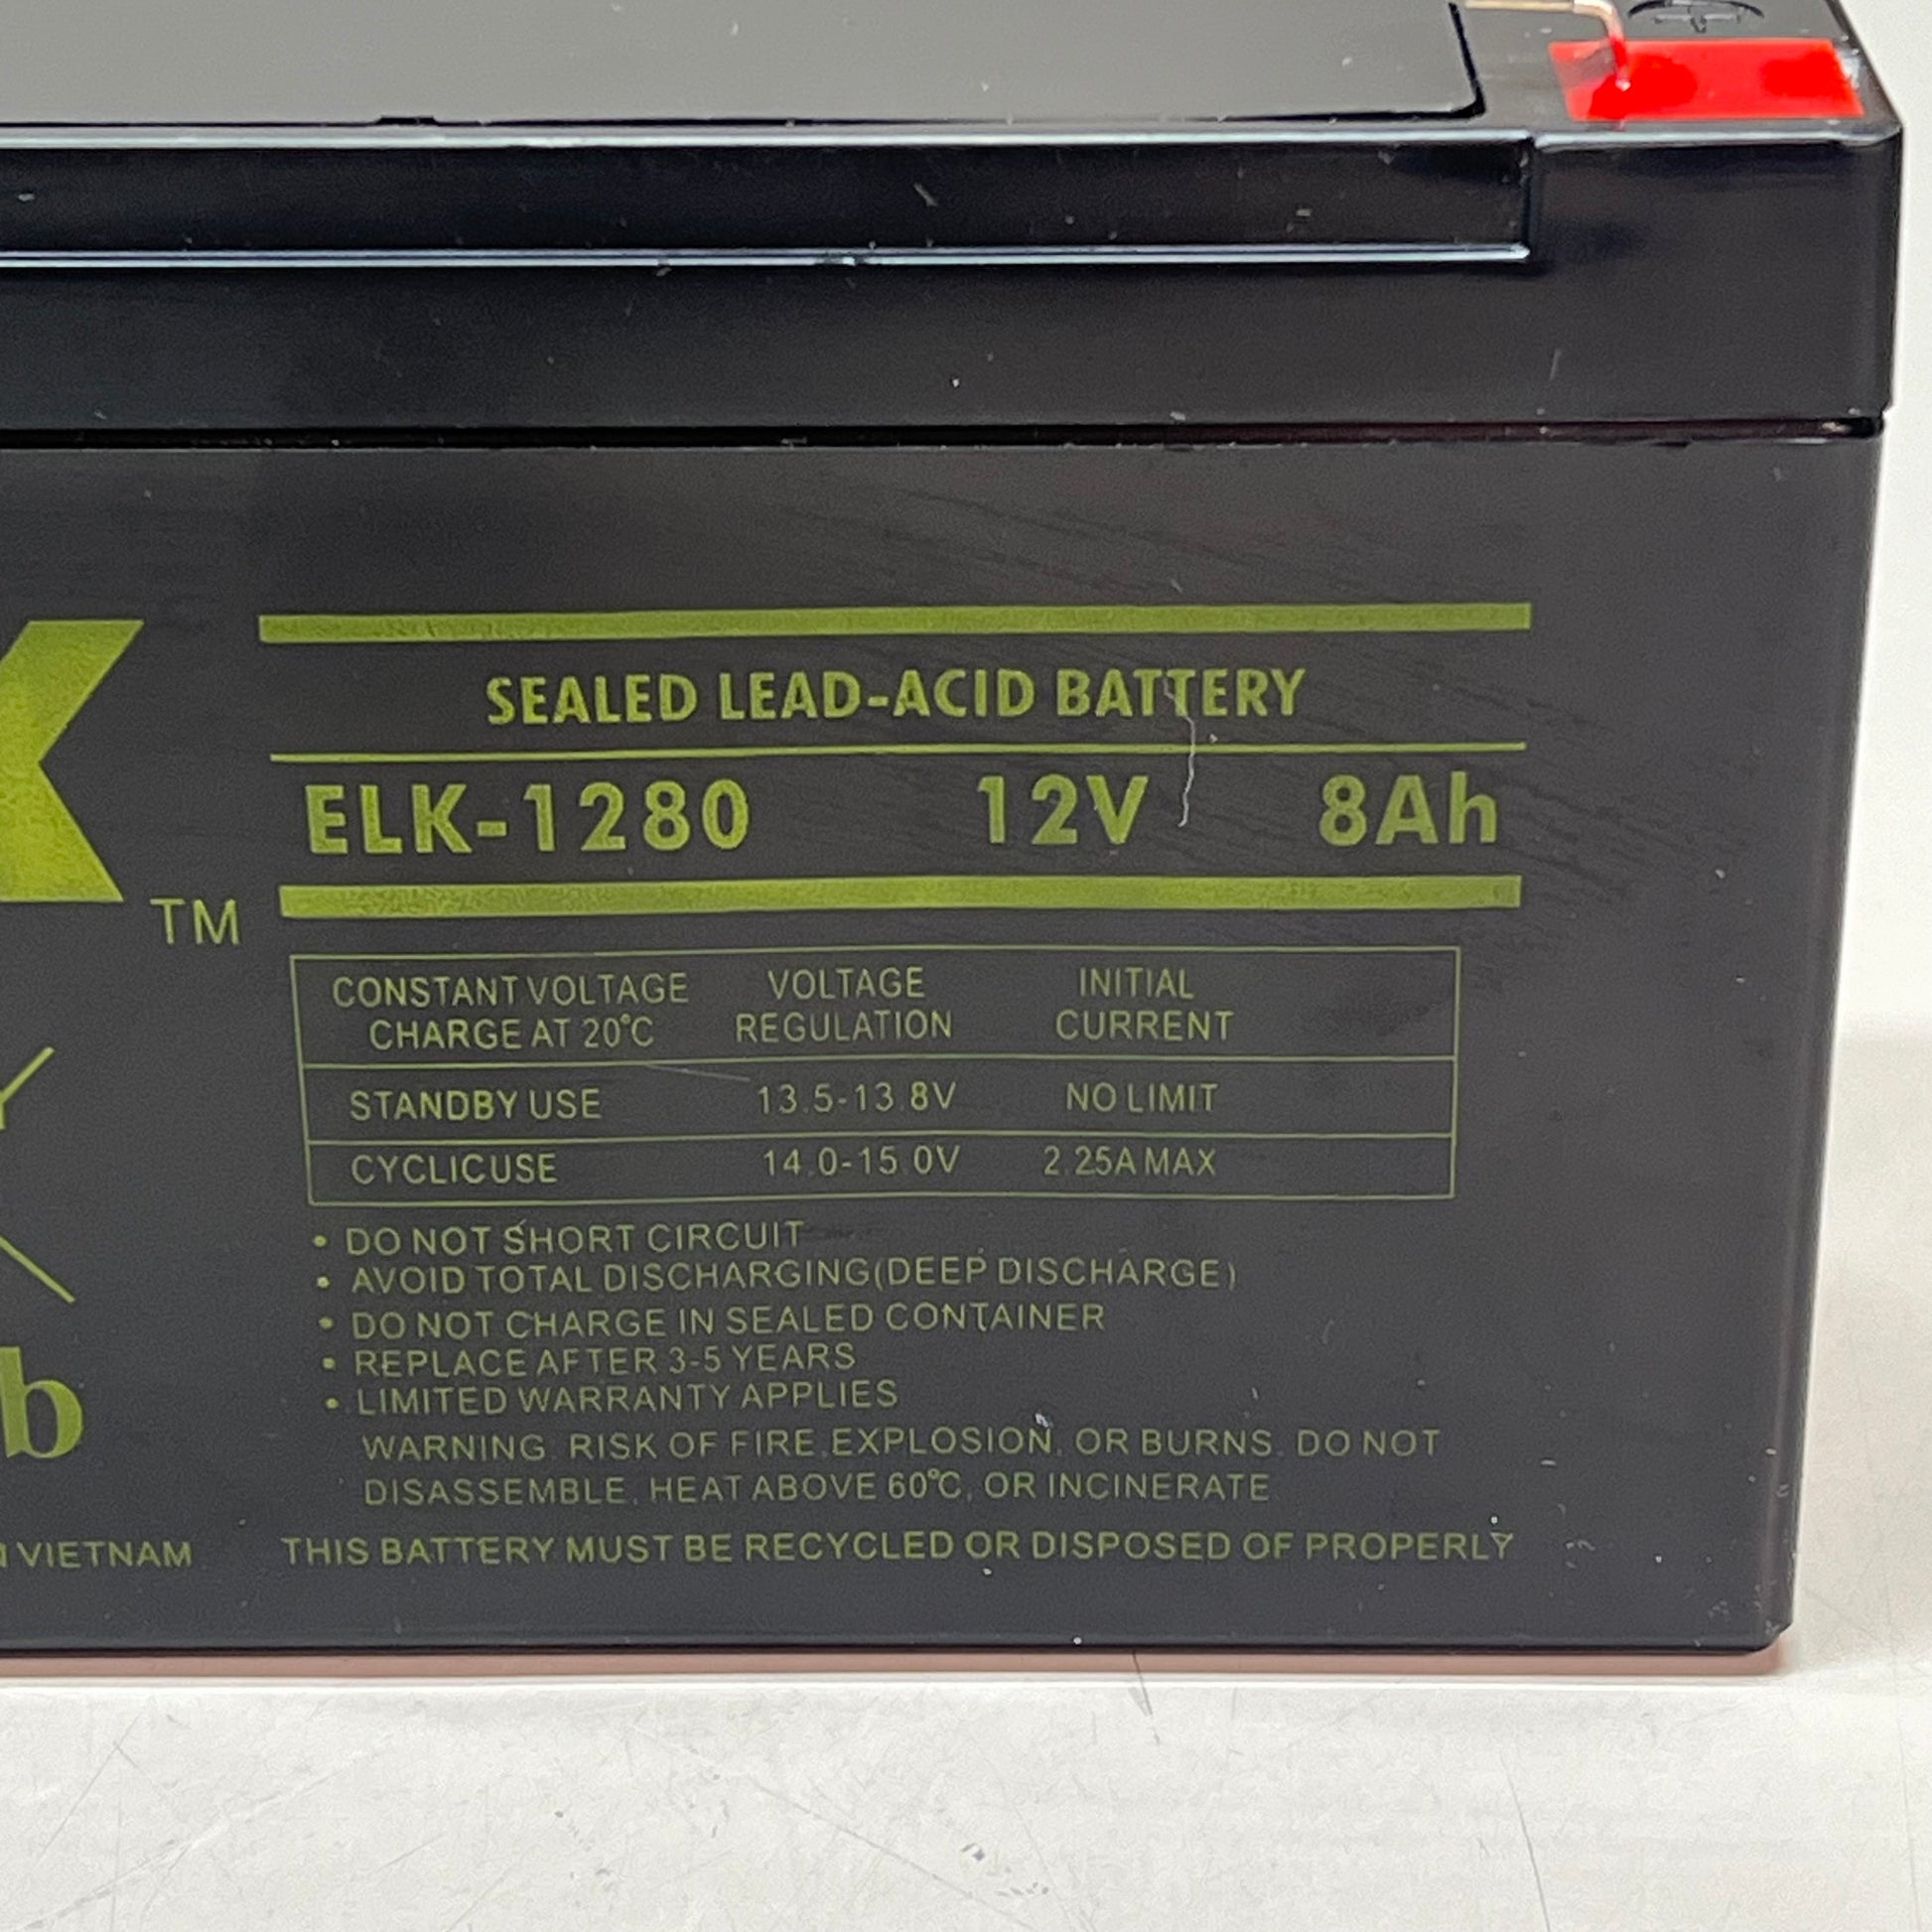 K
TM
SEALED LEAD-ACID BATTERY
ELK-1280 12V 8Ah
CONSTANT VOLTAGE VOLTAGE INITIAL
CHARGE AT 20°C REGULATION CURRENT
STANDBY USE 13.5-13.8V NO LIMIT
CYCLIC USE 14.0-15.0V 2.25A MAX
• DO NOT SHORT CIRCUIT
• AVOID TOTAL DISCHARGING(DEEP DISCHARGE)
• DO NOT CHARGE IN SEALED CONTAINER
• REPLACE AFTER 3-5 YEARS
• LIMITED WARRANTY APPLIES
WARNING. RISK OF FIRE,EXPLOSION, OR BURNS. DO NOT
DISASSEMBLE, HEAT ABOVE 60°C, OR INCINERATE
b
VIETNAM
THIS BATTERY MUST BE RECYCLED OR DISPOSED OF PROPERLY